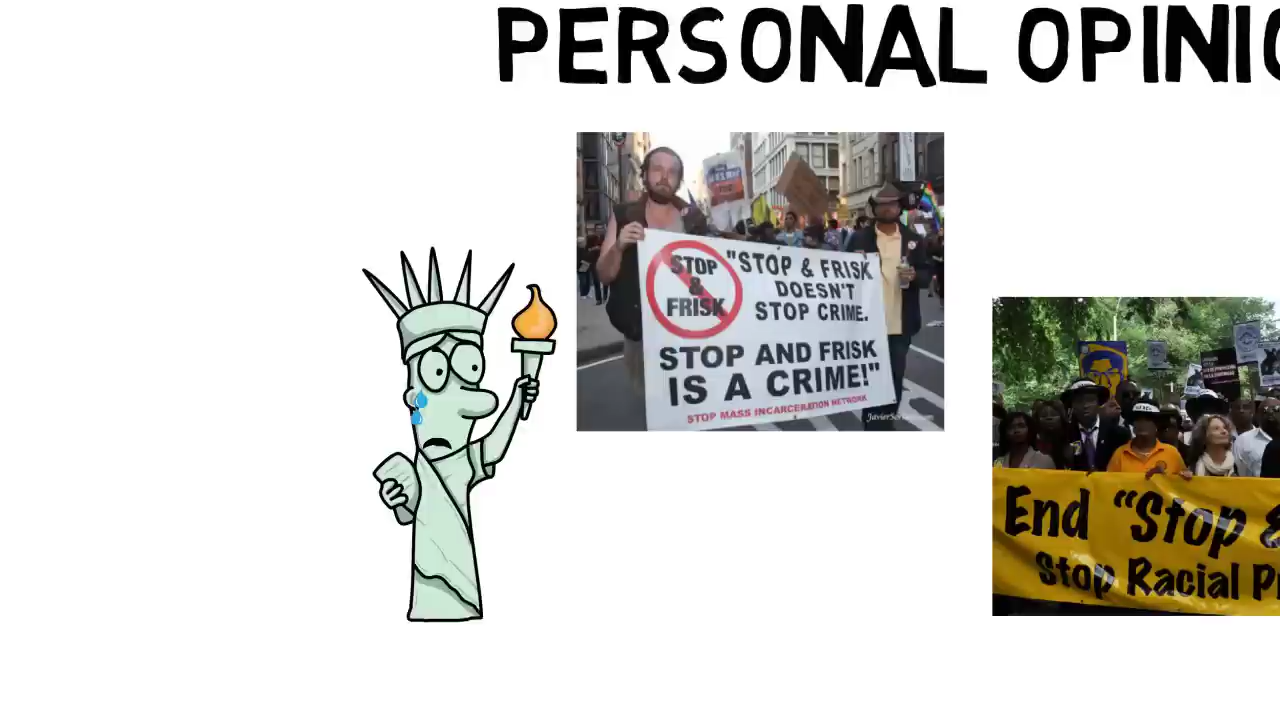 PERSONAL OPINIO
STOP
&
FRISK
"STOP & FRISK
DOESN'T
STOP CRIME.
STOP AND FRISK
IS A CRIME!"
STOP MASS INCARCERATION NETWORK
End "Stop &
Stop Racial Pr